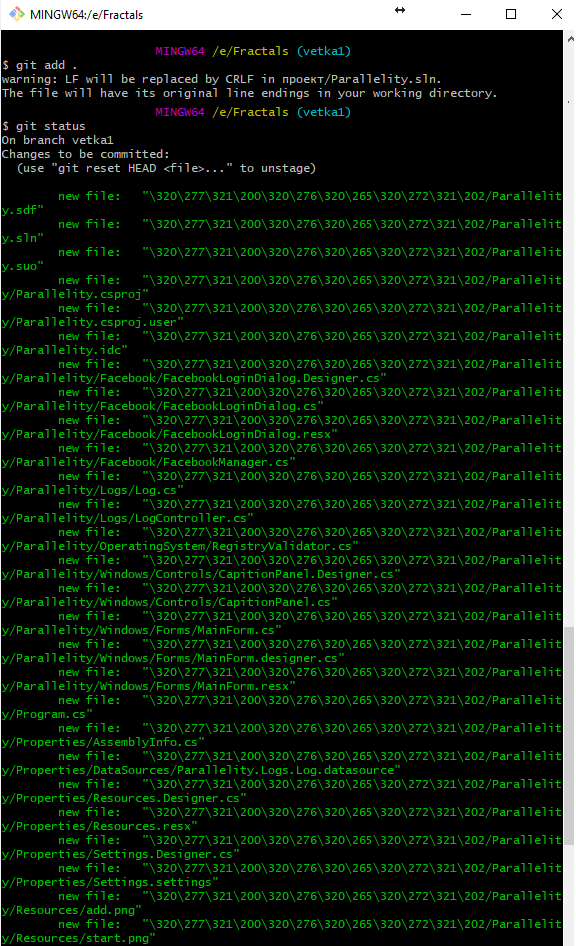 MINGW64:/e/Fractals
MINGW64 /e/Fractals (vetka1)
$ git add .
warning: LF will be replaced by CRLF in проект/Parallelity.sln.
The file will have its original line endings in your working directory.
MINGW64 /e/Fractals (vetka1)
$ git status
On branch vetka1
Changes to be committed:
(use "git reset HEAD <file>..." to unstage)
new file: "\320\277\321\200\320\276\320\265\320\272\321\202/Parallelit
y.sdf"
new file: "\320\277\321\200\320\276\320\265\320\272\321\202/Parallelit
y.sln"
new file: "\320\277\321\200\320\276\320\265\320\272\321\202/Parallelit
y.suo"
new file: "\320\277\321\200\320\276\320\265\320\272\321\202/Parallelit
y/Parallelity.csproj"
new file: "\320\277\321\200\320\276\320\265\320\272\321\202/Parallelit
y/Parallelity.csproj.user"
new file: "\320\277\321\200\320\276\320\265\320\272\321\202/Parallelit
y/Parallelity.idc"
new file: "\320\277\321\200\320\276\320\265\320\272\321\202/Parallelit
y/Parallelity/Facebook/FacebookLoginDialog.Designer.cs"
new file: "\320\277\321\200\320\276\320\265\320\272\321\202/Parallelit
y/Parallelity/Facebook/FacebookLoginDialog.cs"
new file: "\320\277\321\200\320\276\320\265\320\272\321\202/Parallelit
y/Parallelity/Facebook/FacebookLoginDialog.resx"
new file: "\320\277\321\200\320\276\320\265\320\272\321\202/Parallelit
y/Parallelity/Facebook/FacebookManager.cs"
new file: "\320\277\321\200\320\276\320\265\320\272\321\202/Parallelit
y/Parallelity/Logs/Log.cs"
new file: "\320\277\321\200\320\276\320\265\320\272\321\202/Parallelit
y/Parallelity/Logs/LogController.cs"
new file: "\320\277\321\200\320\276\320\265\320\272\321\202/Parallelit
y/Parallelity/OperatingSystem/RegistryValidator.cs"
new file: "\320\277\321\200\320\276\320\265\320\272\321\202/Parallelit
y/Parallelity/Windows/Controls/CapitionPanel.Designer.cs"
new file: "\320\277\321\200\320\276\320\265\320\272\321\202/Parallelit
y/Parallelity/Windows/Controls/CapitionPanel.cs"
new file: "\320\277\321\200\320\276\320\265\320\272\321\202/Parallelit
y/Parallelity/Windows/Forms/MainForm.cs"
new file: "\320\277\321\200\320\276\320\265\320\272\321\202/Parallelit
y/Parallelity/Windows/Forms/MainForm.designer.cs"
new file: "\320\277\321\200\320\276\320\265\320\272\321\202/Parallelit
y/Parallelity/Windows/Forms/MainForm.resx"
new file: "\320\277\321\200\320\276\320\265\320\272\321\202/Parallelit
y/Program.cs"
new file: "\320\277\321\200\320\276\320\265\320\272\321\202/Parallelit
y/Properties/AssemblyInfo.cs"
new file: "\320\277\321\200\320\276\320\265\320\272\321\202/Parallelit
y/Properties/DataSources/Parallelity.Logs.Log.datasource"
new file: "\320\277\321\200\320\276\320\265\320\272\321\202/Parallelit
y/Properties/Resources.Designer.cs"
new file: "\320\277\321\200\320\276\320\265\320\272\321\202/Parallelit
y/Properties/Resources.resx"
new file: "\320\277\321\200\320\276\320\265\320\272\321\202/Parallelit
y/Properties/Settings.Designer.cs"
new file: "\320\277\321\200\320\276\320\265\320\272\321\202/Parallelit
y/Properties/Settings.settings"
new file: "\320\277\321\200\320\276\320\265\320\272\321\202/Parallelit
y/Resources/add.png"
new file: "\320\277\321\200\320\276\320\265\320\272\321\202/Parallelit
y/Resources/start.png"